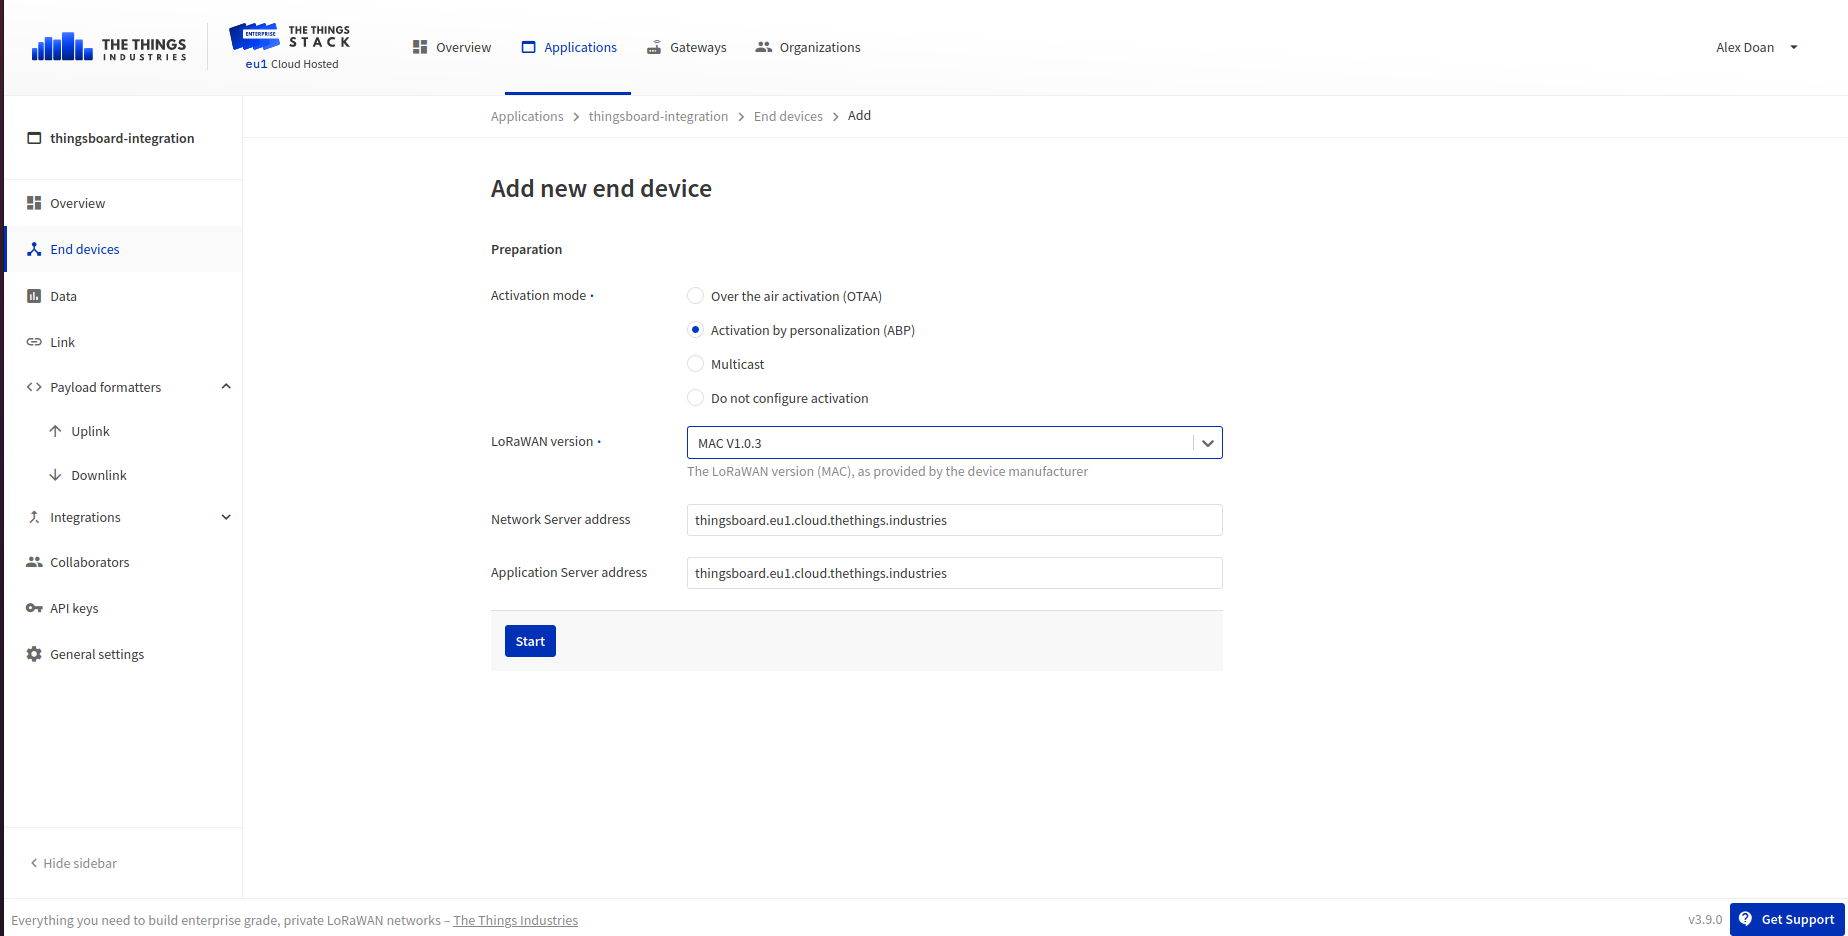 THE THINGS
INDUSTRIES
ENTERPRISE
THE THINGS
STACK
eu1 Cloud Hosted
Overview
Applications
Gateways
Organizations
Alex Doan
thingsboard-integration
Overview
End devices
Data
Link
Payload formatters
Uplink
Downlink
Integrations
Collaborators
API keys
General settings
Hide sidebar
Applications > thingsboard-integration > End devices > Add
Add new end device
Preparation
Activation mode •
Over the air activation (OTAA)
Activation by personalization (ABP)
Multicast
Do not configure activation
LoRaWAN version •
MAC V1.0.3
The LoRaWAN version (MAC), as provided by the device manufacturer
Network Server address
thingsboard.eu1.cloud.thethings.industries
Application Server address
thingsboard.eu1.cloud.thethings.industries
Start
Everything you need to build enterprise grade, private LoRaWAN networks – The Things Industries
v3.9.0
Get Support